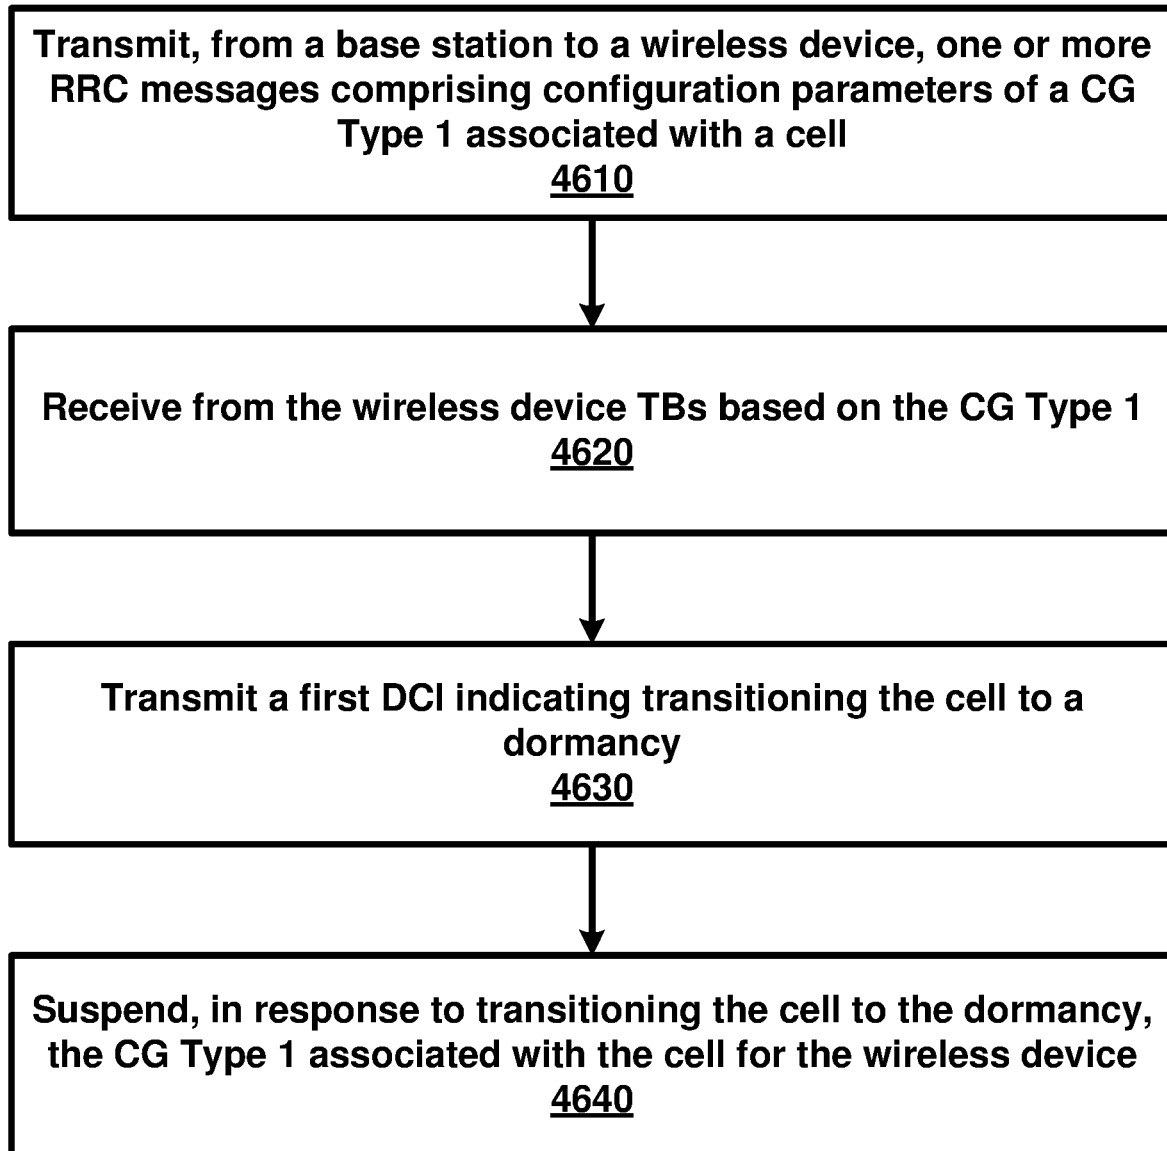 Transmit, from a base station to a wireless device, one or more
RRC messages comprising configuration parameters of a CG
Type 1 associated with a cell
4610
Receive from the wireless device TBs based on the CG Type 1
4620
Transmit a first DCI indicating transitioning the cell to a
dormancy
4630
Suspend, in response to transitioning the cell to the dormancy,
the CG Type 1 associated with the cell for the wireless device
4640